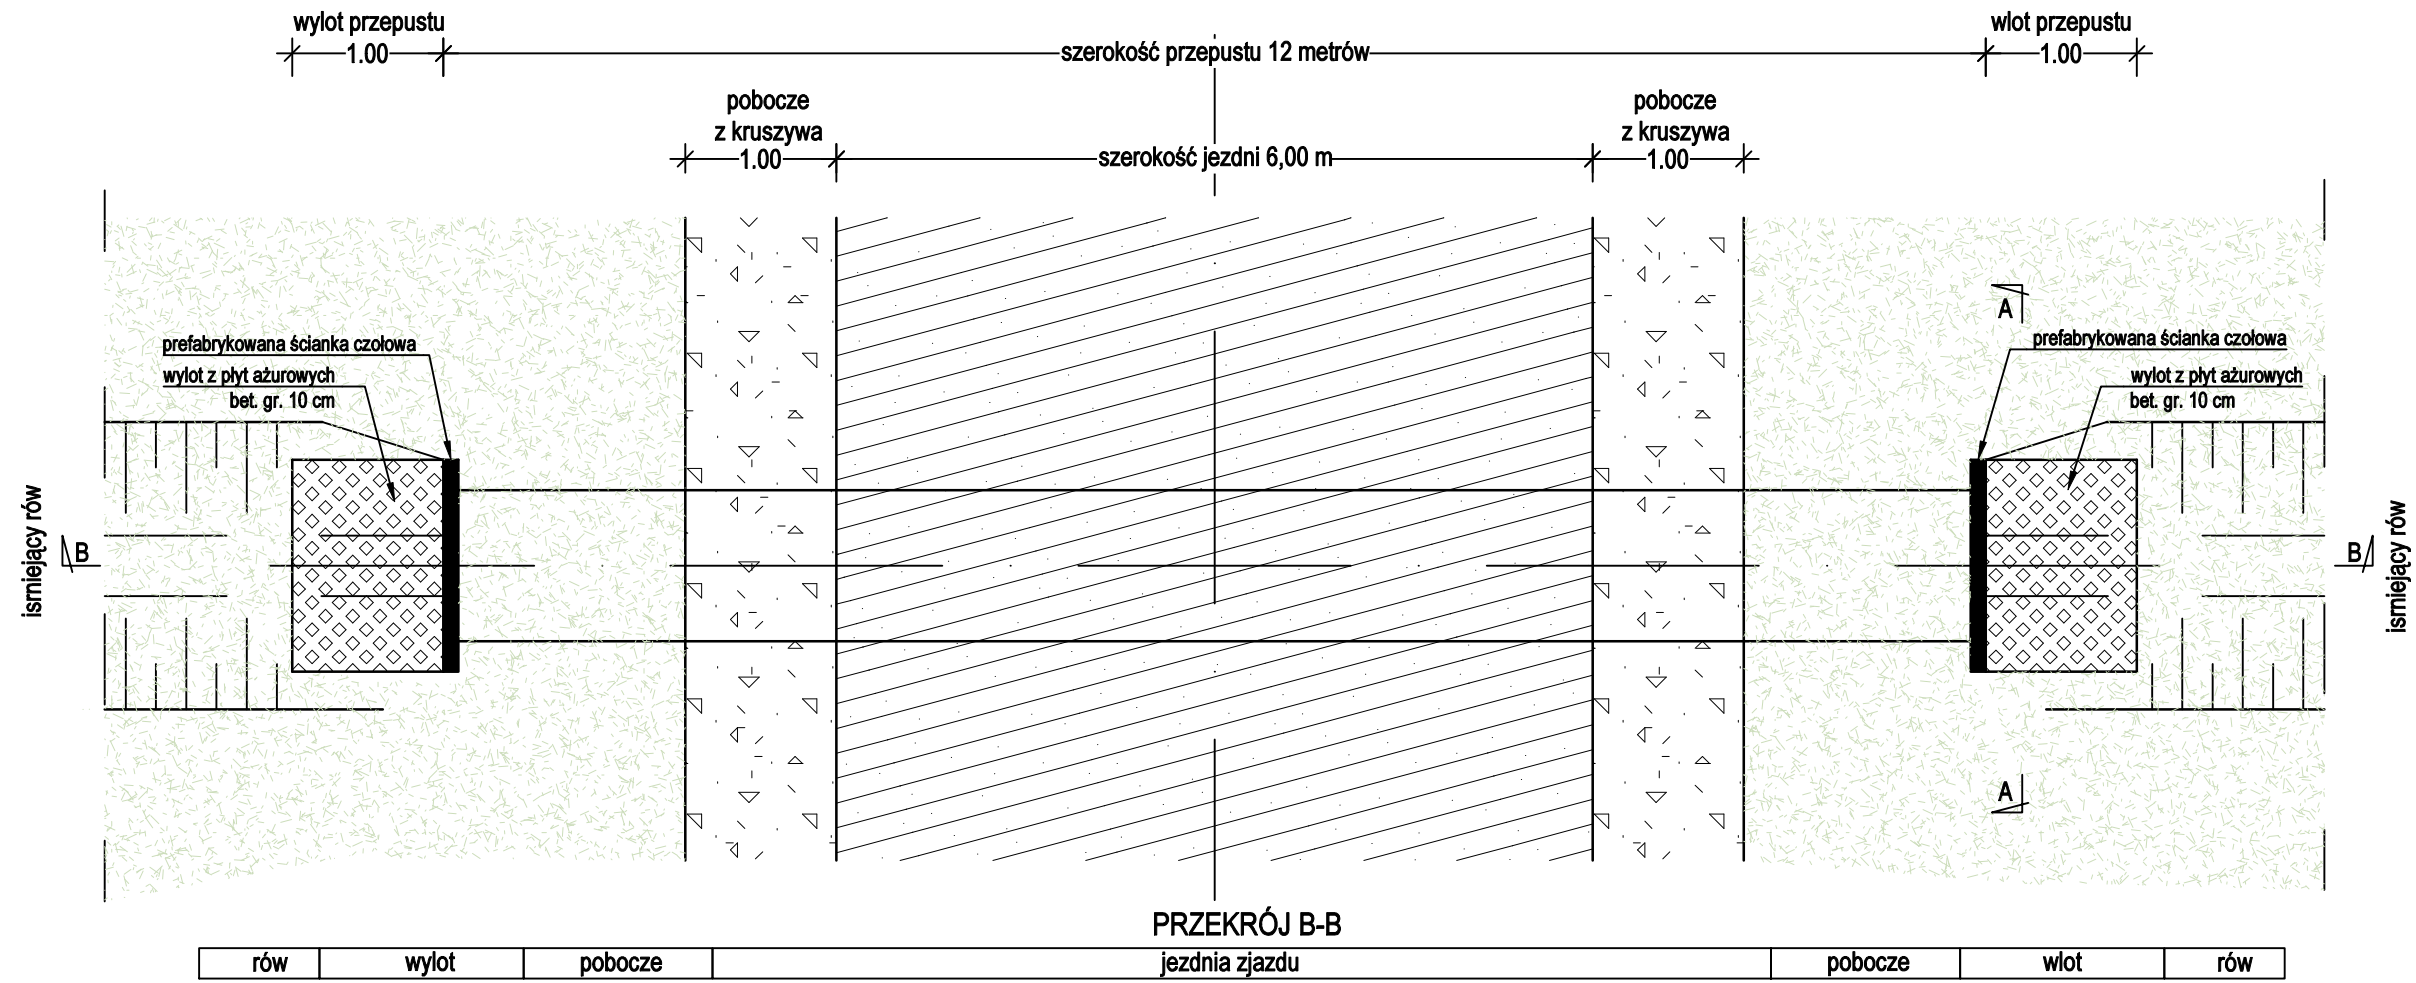 wylot przepustu
wlot przepustu
1.00
szerokość przepustu 12 metrów
1.00
pobocze
z kruszywa
1.00
szerokość jezdni 6,00 m
pobocze
z kruszywa
1.00
A
prefabrykowana ścianka czołowa
wylot z płyt ażurowych
bet. gr. 10 cm
prefabrykowana ścianka czołowa
wylot z płyt ażurowych
bet. gr. 10 cm
isrniejący rów
B
B
isrniejący rów
A
PRZEKRÓJ B-B
rów
wylot
pobocze
jezdnia zjazdu
pobocze
wlot
rów